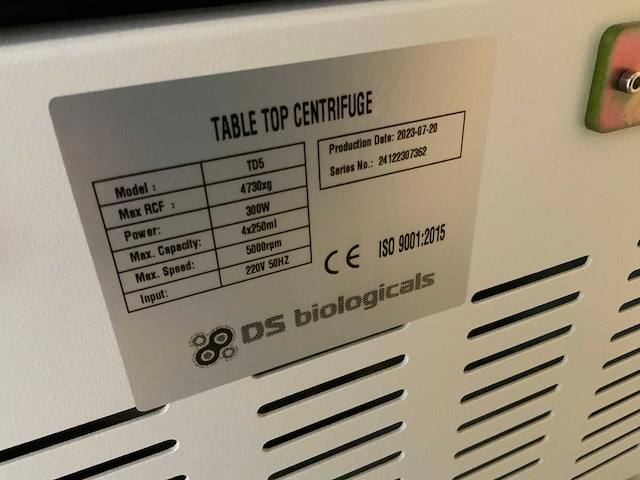 TABLE TOP CENTRIFUGE
Model : TD5
Max RCF : 4730xg
Power: 300W
Max. Capacity: 4x250ml
Max. Speed: 5000rpm
Input: 220V 50HZ
Production Date: 2023-07-20
Series No.: 24122307362
CE ISO 9001:2015
DS biologicals